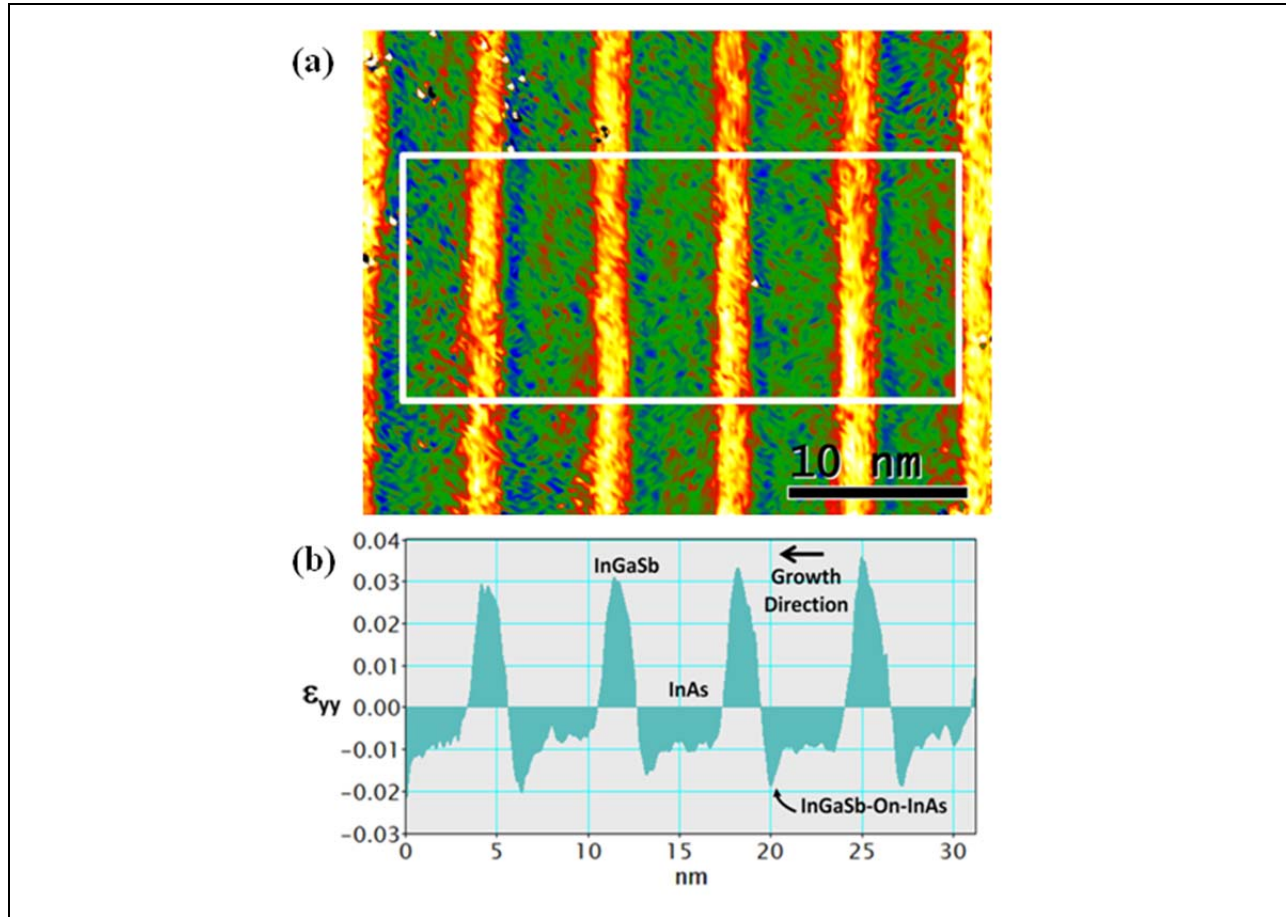 (a)
10 nm
(b)
0.04
0.03
0.02
0.01
0.00
-0.01
-0.02
-0.03
εyy
InGaSb
Growth
Direction
InAs
InGaSb-On-InAs
0 5 10 15 20 25 30
nm